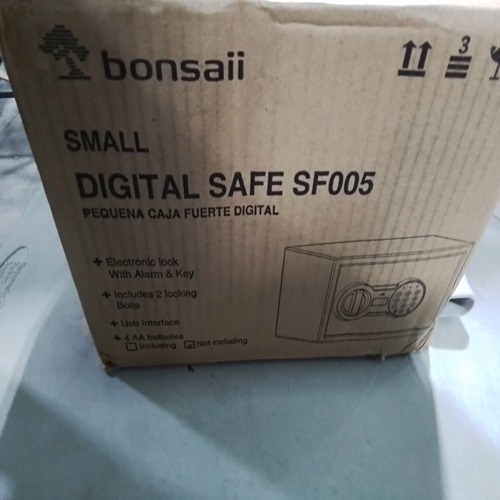 bonsaii
3
SMALL
DIGITAL SAFE SF005
PEQUENA CAJA FUERTE DIGITAL
+ Electronic lock
With Alarm & Key
+ Includes 2 locking
Bolts
+ Usb Interface
+ 4 AA batteries
Including Nut including